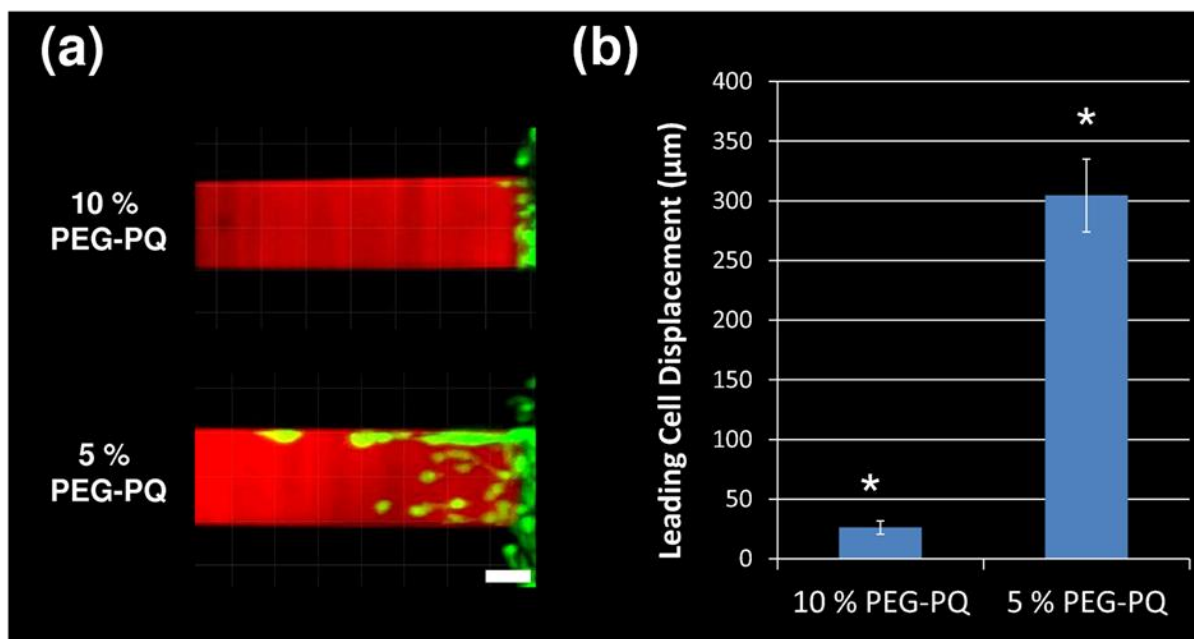 (a)
10 %
PEG-PQ
5 %
PEG-PQ
(b)
Leading Cell Displacement (µm)
400
350
300
250
200
150
100
50
0
*
*
10 % PEG-PQ
5 % PEG-PQ